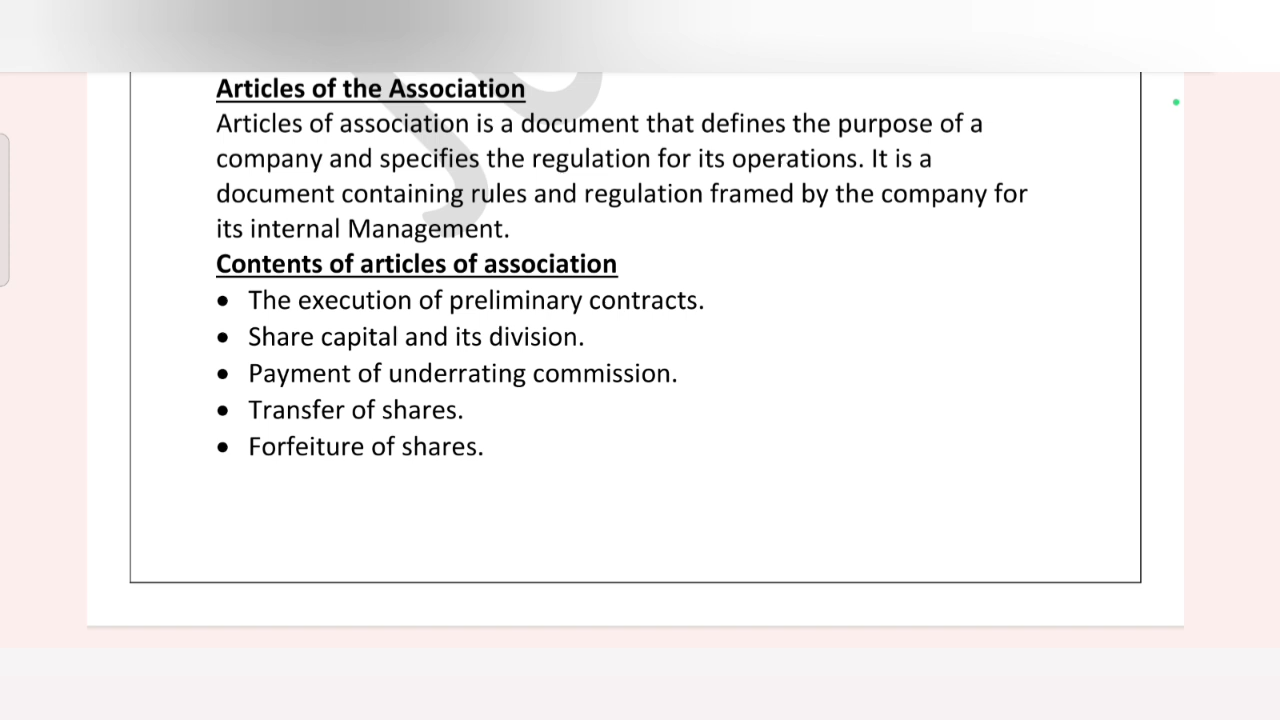 Articles of the Association
Articles of association is a document that defines the purpose of a
company and specifies the regulation for its operations. It is a
document containing rules and regulation framed by the company for
its internal Management.
Contents of articles of association
• The execution of preliminary contracts.
• Share capital and its division.
• Payment of underrating commission.
• Transfer of shares.
• Forfeiture of shares.